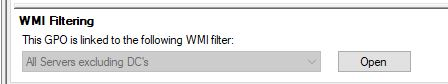 WMI Filtering
This GPO is linked to the following WMI filter:
All Servers excluding DC's
Open